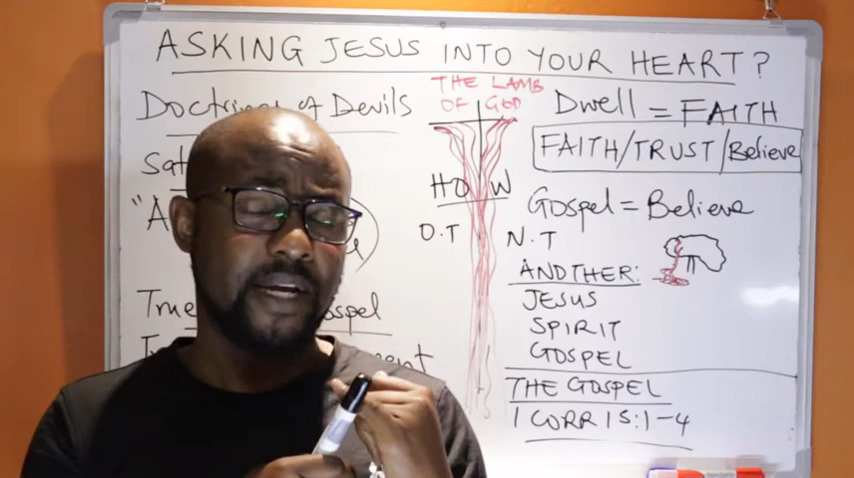 ASKING JESUS INTO YOUR HEART?
Doctrines of Devils
"A
True
THE LAMB
OF GOD
HOW
O.T
N.T
Dwell = FAITH
FAITH/TRUST/Believe
Gospel = Believe
ANOTHER:
JESUS
SPIRIT
GOSPEL
THE GOSPEL
1 CORR 15:1-4